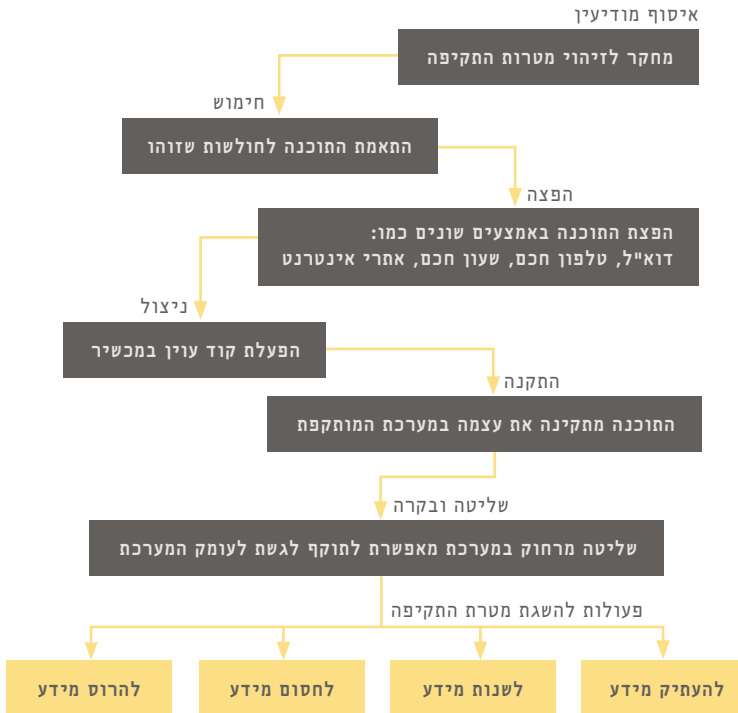 איסוף מודיעין
מחקר לזיהוי מטרות התקיפה
חימוש
התאמת התוכנה לחולשות שזוהו
הפצה
הפצת התוכנה באמצעים שונים כמו:
דוא"ל, טלפון חכם, שעון חכם, אתרי אינטרנט
ניצול
הפעלת קוד עוין במכשיר
התקנה
התוכנה מתקינה את עצמה במערכת המותקפת
שליטה ובקרה
שליטה מרחוק במערכת מאפשרת לתוקף לגשת לעומק המערכת
פעולות להשגת מטרת התקיפה
להעתיק מידע
לשנות מידע
לחסום מידע
להרוס מידע